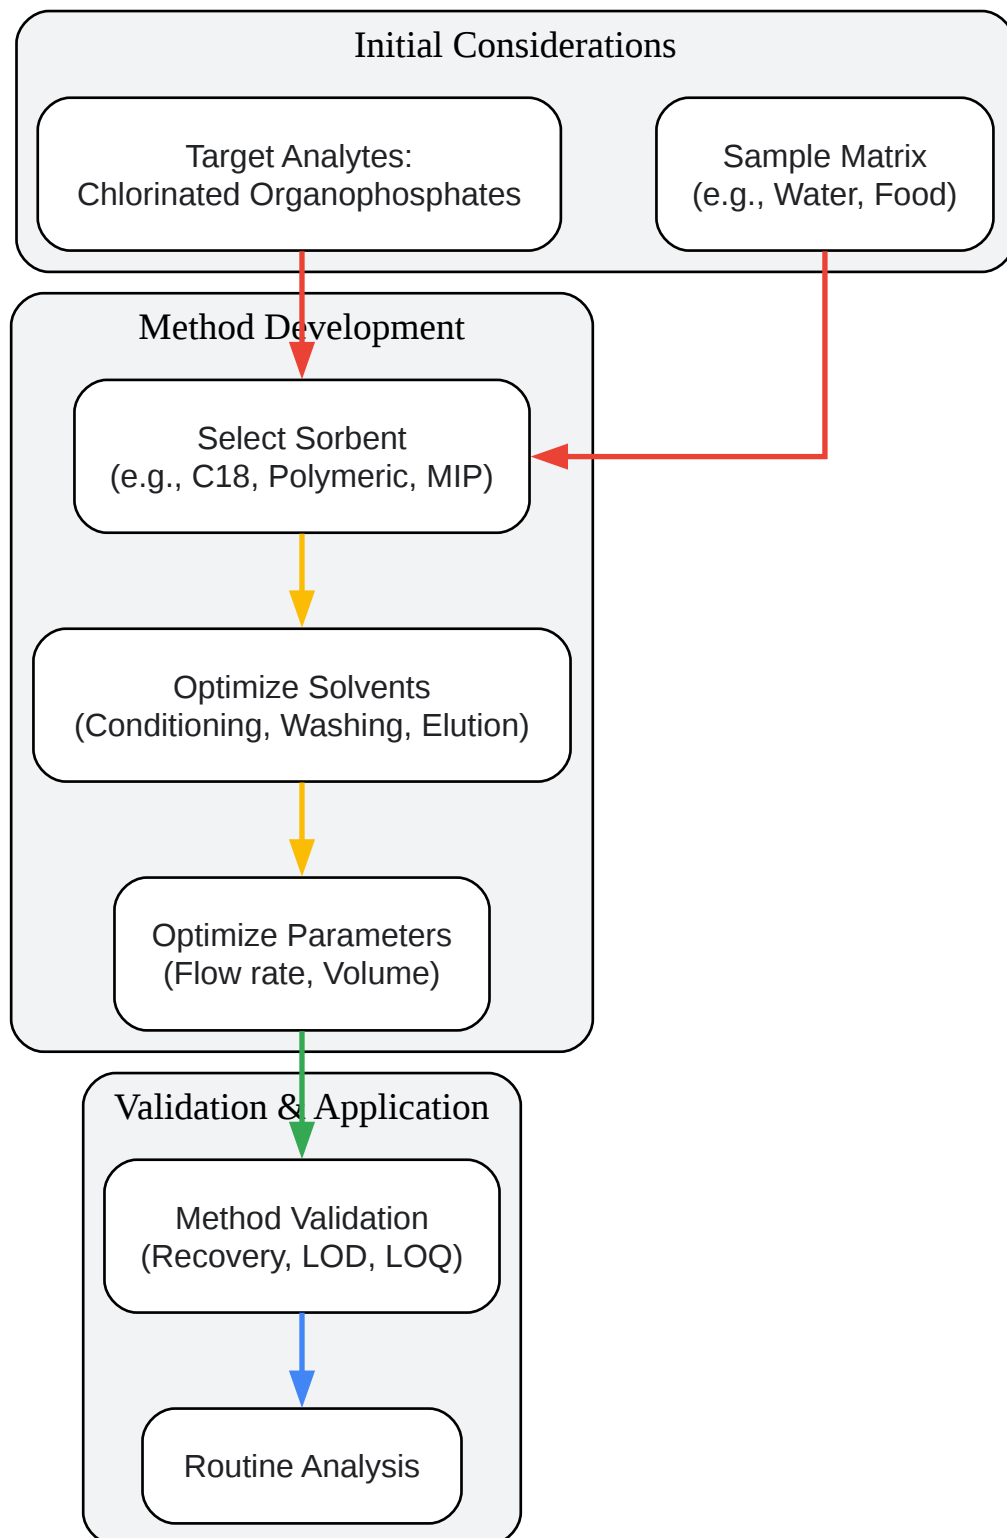 Initial Considerations
Target Analytes:
Chlorinated Organophosphates
Sample Matrix
(e.g., Water, Food)
Method Development
Select Sorbent
(e.g., C18, Polymeric, MIP)
Optimize Solvents
(Conditioning, Washing, Elution)
Optimize Parameters
(Flow rate, Volume)
Validation & Application
Method Validation
(Recovery, LOD, LOQ)
Routine Analysis